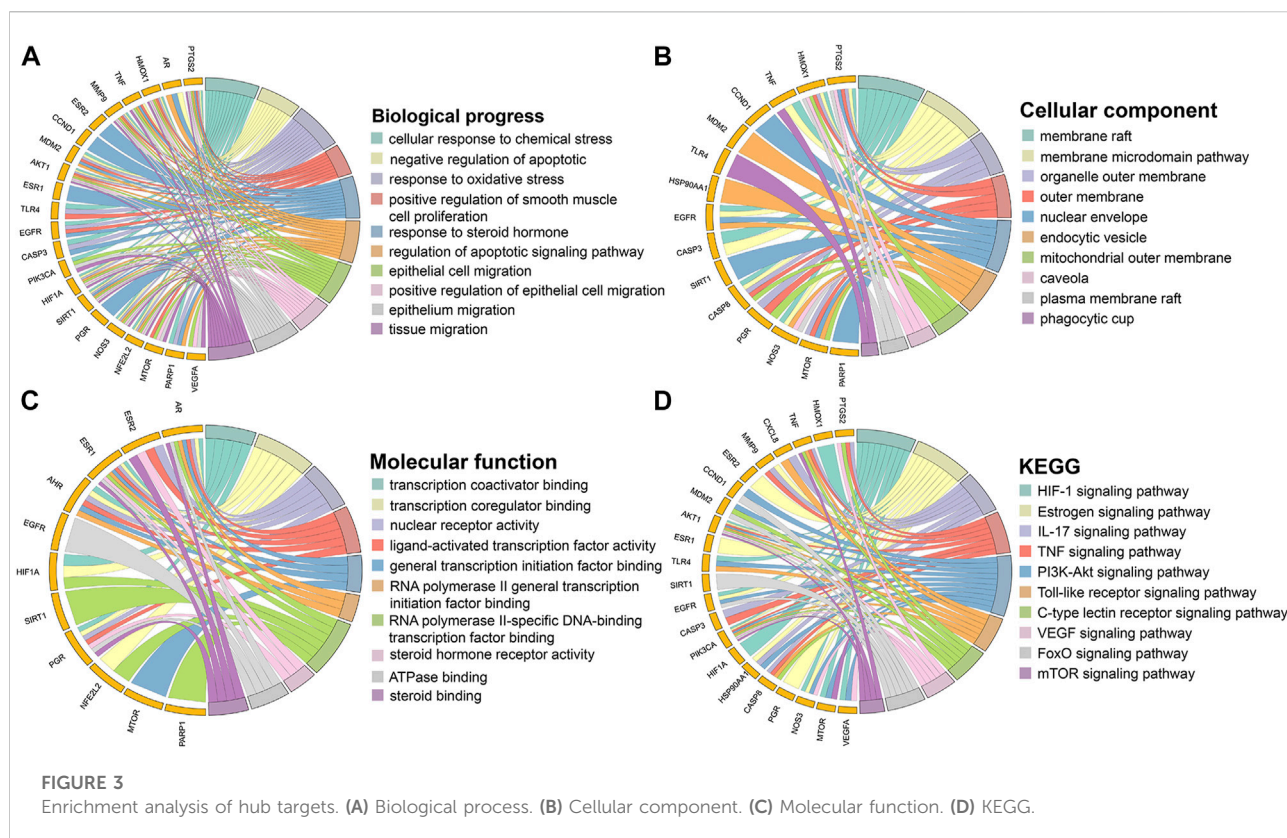 A
PTGS2
AR
HMOX1
TNF
MMP9
ESR2
CCND1
MDM2
AKT1
ESR1
TLR4
EGFR
CASP3
PIK3CA
HIF1A
SIRT1
PGR
NOS3
NFE2L2
MTOR
PARP1
VEGFA
Biological progress
cellular response to chemical stress
negative regulation of apoptotic
response to oxidative stress
positive regulation of smooth muscle
cell proliferation
response to steroid hormone
regulation of apoptotic signaling pathway
epithelial cell migration
positive regulation of epithelial cell migration
epithelium migration
tissue migration
B
PTGS2
HMOX1
TNF
CCND1
MDM2
TLR4
HSP90AA1
EGFR
CASP3
SIRT1
CASP8
PGR
NOS3
MTOR
PARP1
Cellular component
membrane raft
membrane microdomain pathway
organelle outer membrane
outer membrane
nuclear envelope
endocytic vesicle
mitochondrial outer membrane
caveola
plasma membrane raft
phagocytic cup
C
AR
ESR2
ESR1
AHR
EGFR
HIF1A
SIRT1
PGR
NFE2L2
MTOR
PARP1
Molecular function
transcription coactivator binding
transcription coregulator binding
nuclear receptor activity
ligand-activated transcription factor activity
general transcription initiation factor binding
RNA polymerase II general transcription
initiation factor binding
RNA polymerase II-specific DNA-binding
transcription factor binding
steroid hormone receptor activity
ATPase binding
steroid binding
D
PTGS2
HMOX1
TNF
CXCL8
MMP9
ESR2
CCND1
MDM2
AKT1
ESR1
TLR4
SIRT1
EGFR
CASP3
PIK3CA
HIF1A
HSP90AA1
CASP8
PGR
NOS3
MTOR
VEGFA
KEGG
HIF-1 signaling pathway
Estrogen signaling pathway
IL-17 signaling pathway
TNF signaling pathway
PI3K-Akt signaling pathway
Toll-like receptor signaling pathway
C-type lectin receptor signaling pathway
VEGF signaling pathway
FoxO signaling pathway
mTOR signaling pathway
FIGURE 3
Enrichment analysis of hub targets. (A) Biological process. (B) Cellular component. (C) Molecular function. (D) KEGG.